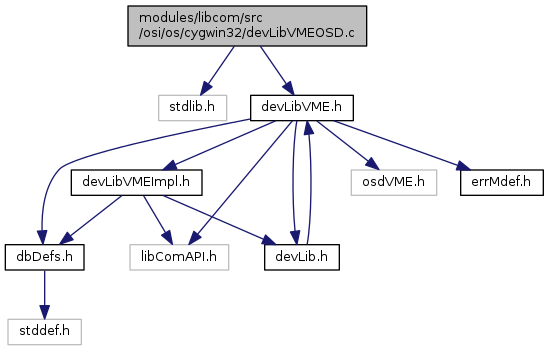 modules/libcom/src
/osi/os/cygwin32/devLibVMEOSD.c
stdlib.h
devLibVME.h
devLibVMEImpl.h
osdVME.h
errMdef.h
dbDefs.h
libComAPI.h
devLib.h
stddef.h